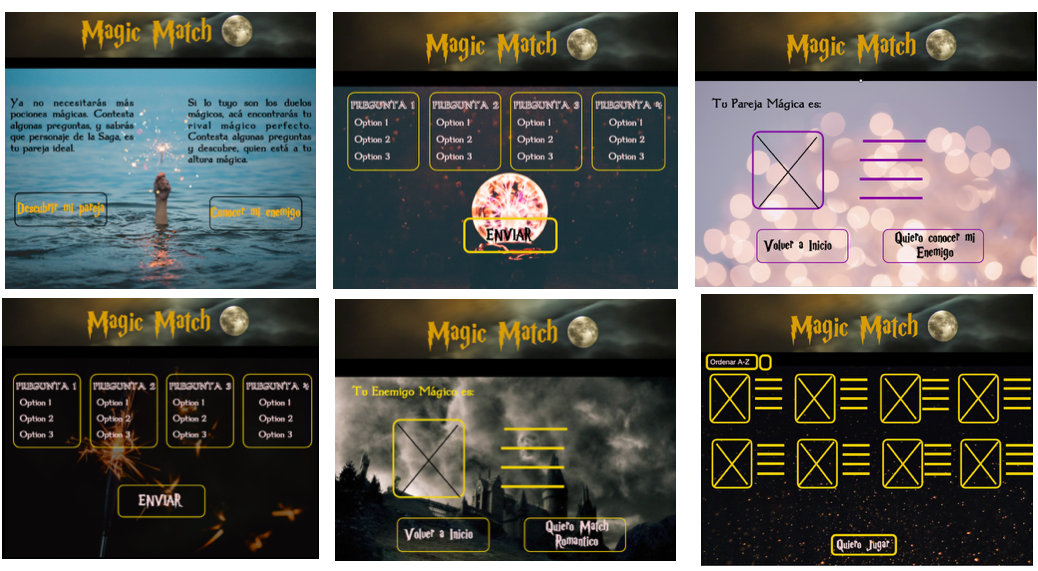 Magic Match
Ya no necesitarás más
pociones mágicas. Contesta
algunas preguntas, y sabrás
que personaje de la Saga, es
tu pareja ideal.
Si lo tuyo son los duelos
mágicos, acá encontrarás tu
rival mágico perfecto.
Contesta algunas preguntas
y descubre, quien está a tu
altura mágica.
Descubrir mi pareja
Conocer mi enemigo
Magic Match
PREGUNTA 1
Option 1
Option 2
Option 3
PREGUNTA 2
Option 1
Option 2
Option 3
PREGUNTA 3
Option 1
Option 2
Option 3
PREGUNTA 4
Option 1
Option 2
Option 3
ENVIAR
Magic Match
Tu Pareja Mágica es:
Volver a Inicio
Quiero conocer mi
Enemigo
Magic Match
PREGUNTA 1
Option 1
Option 2
Option 3
PREGUNTA 2
Option 1
Option 2
Option 3
PREGUNTA 3
Option 1
Option 2
Option 3
PREGUNTA 4
Option 1
Option 2
Option 3
ENVIAR
Magic Match
Tu Enemigo Mágico es:
Volver a Inicio
Quiero Match
Romantico
Magic Match
Ordenar A-Z
Quiero Jugar